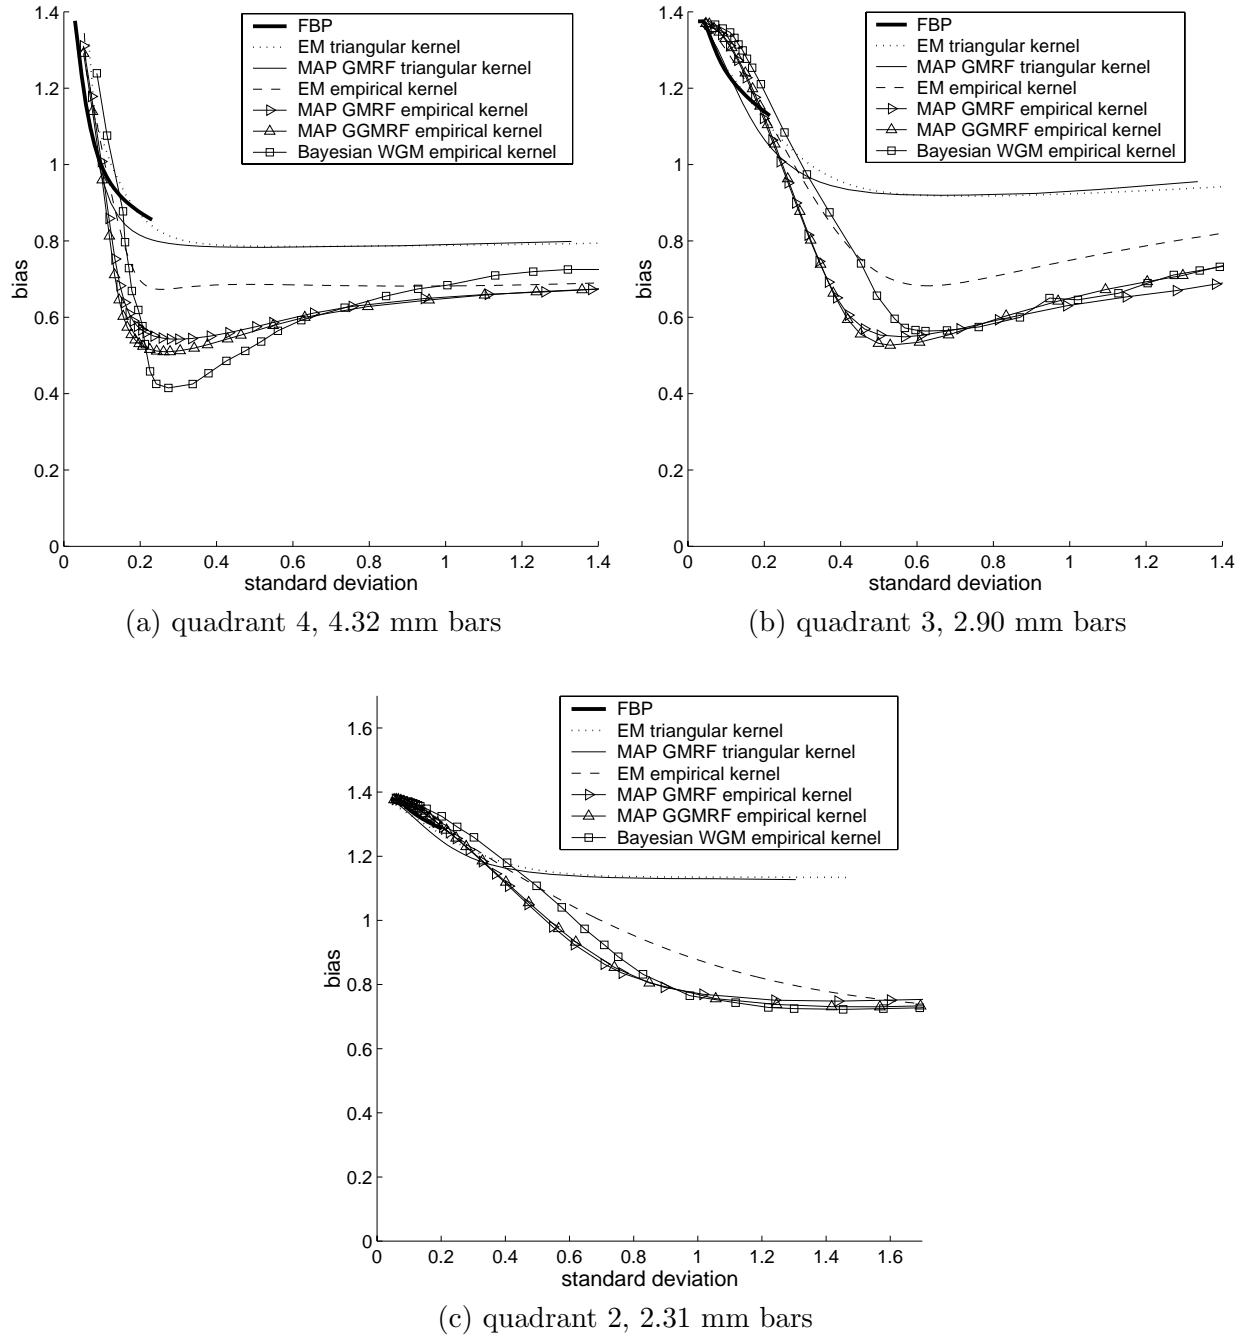 1.4
1.2
1
0.8
0.6
0.4
0.2
0
bias
0 0.2 0.4 0.6 0.8 1 1.2 1.4
standard deviation
FBP
EM triangular kernel
MAP GMRF triangular kernel
EM empirical kernel
MAP GMRF empirical kernel
MAP GGMRF empirical kernel
Bayesian WGM empirical kernel
(a) quadrant 4, 4.32 mm bars
1.4
1.2
1
0.8
0.6
0.4
0.2
0
bias
0 0.2 0.4 0.6 0.8 1 1.2 1.4
standard deviation
FBP
EM triangular kernel
MAP GMRF triangular kernel
EM empirical kernel
MAP GMRF empirical kernel
MAP GGMRF empirical kernel
Bayesian WGM empirical kernel
(b) quadrant 3, 2.90 mm bars
1.6
1.4
1.2
1
0.8
0.6
0.4
0.2
0
bias
0 0.2 0.4 0.6 0.8 1 1.2 1.4 1.6
standard deviation
FBP
EM triangular kernel
MAP GMRF triangular kernel
EM empirical kernel
MAP GMRF empirical kernel
MAP GGMRF empirical kernel
Bayesian WGM empirical kernel
(c) quadrant 2, 2.31 mm bars